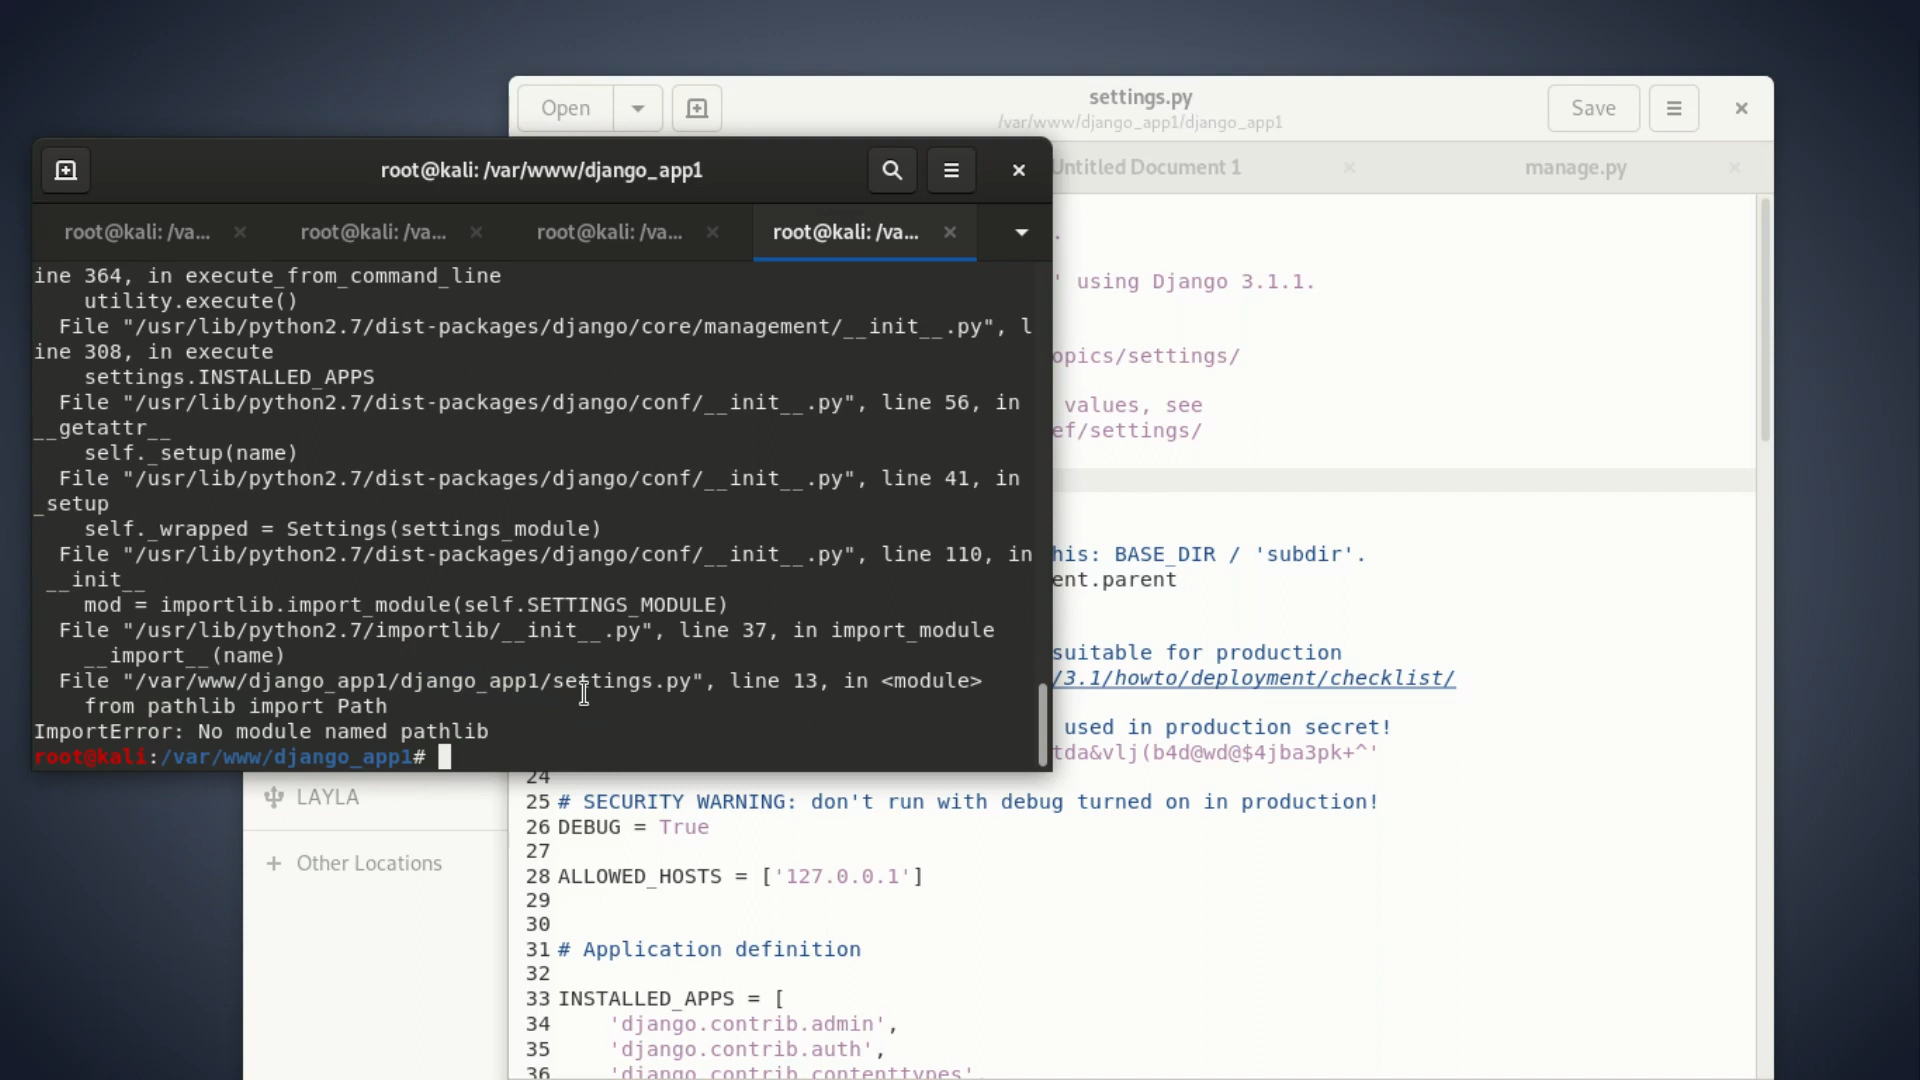 Open
settings.py
/var/www/django_app1/django_app1
Save
root@kali: /var/www/django_app1
Untitled Document 1
manage.py
root@kali: /va...
root@kali: /va...
root@kali: /va...
root@kali: /va...
ine 364, in execute_from_command_line
utility.execute()
File "/usr/lib/python2.7/dist-packages/django/core/management/__init__.py", l
ine 308, in execute
settings.INSTALLED_APPS
File "/usr/lib/python2.7/dist-packages/django/conf/__init__.py", line 56, in
__getattr__
self._setup(name)
File "/usr/lib/python2.7/dist-packages/django/conf/__init__.py", line 41, in
_setup
self._wrapped = Settings(settings_module)
File "/usr/lib/python2.7/dist-packages/django/conf/__init__.py", line 110, in
__init__
mod = importlib.import_module(self.SETTINGS_MODULE)
File "/usr/lib/python2.7/importlib/__init__.py", line 37, in import_module
__import__(name)
File "/var/www/django_app1/django_app1/settings.py", line 13, in <module>
from pathlib import Path
ImportError: No module named pathlib
root@kali:/var/www/django_app1#
.
' using Django 3.1.1.
opics/settings/
values, see
ef/settings/
his: BASE_DIR / 'subdir'.
ent.parent
suitable for production
/3.1/howto/deployment/checklist/
used in production secret!
tda&vlj(b4d@wd@$4jba3pk+^'
24
25 # SECURITY WARNING: don't run with debug turned on in production!
26 DEBUG = True
27
28 ALLOWED_HOSTS = ['127.0.0.1']
29
30
31 # Application definition
32
33 INSTALLED_APPS = [
34 'django.contrib.admin',
35 'django.contrib.auth',
36 'django.contrib.contenttypes',
LAYLA
Other Locations